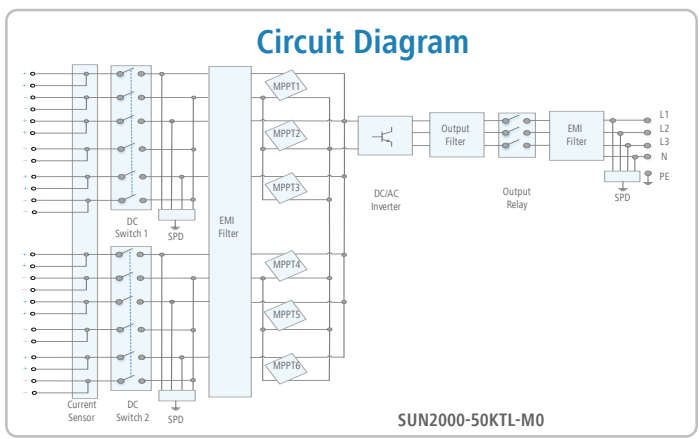 Circuit Diagram
+
+
−
−
+
+
−
−
+
+
−
−
DC
Switch 1
SPD
EMI
Filter
MPPT1
MPPT2
MPPT3
MPPT4
MPPT5
MPPT6
DC/AC
Inverter
Output
Filter
Output
Relay
EMI
Filter
L1
L2
L3
N
PE
SPD
+
+
−
−
+
+
−
−
+
+
−
−
Current
Sensor
DC
Switch 2
SPD
SUN2000-50KTL-M0